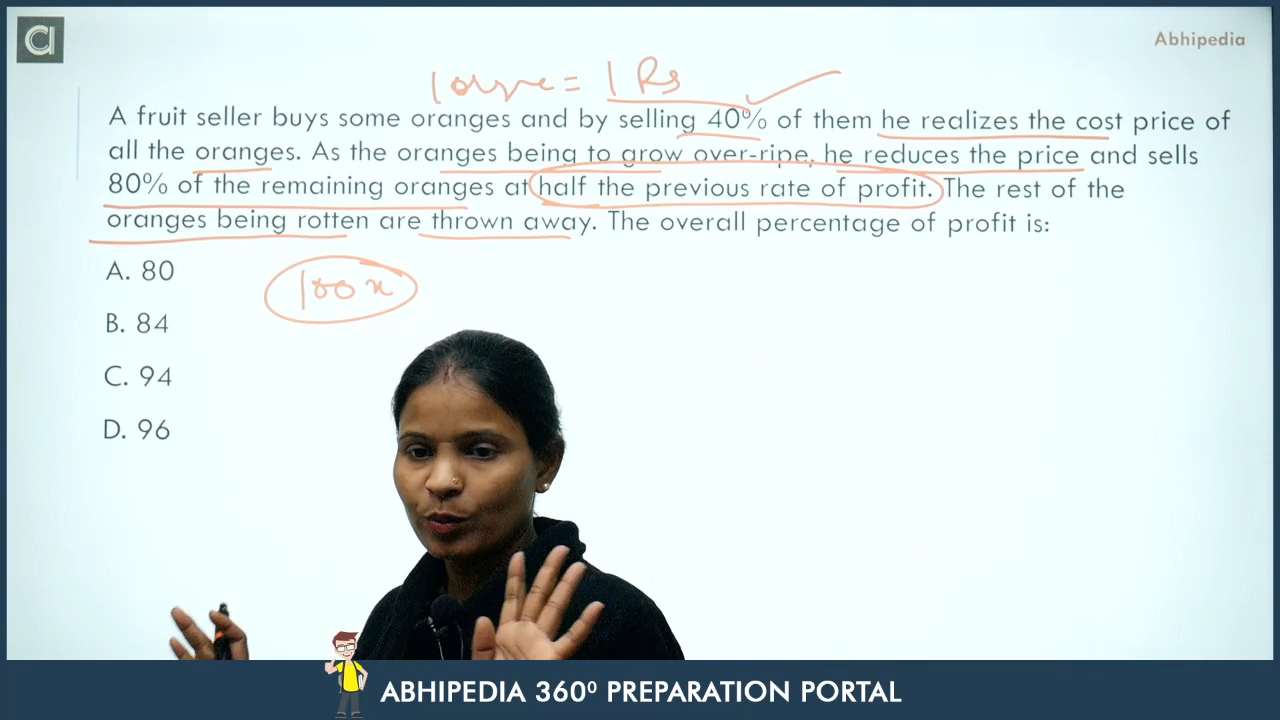 Abhipedia
1 orange = 1 Rs
A fruit seller buys some oranges and by selling 40% of them he realizes the cost price of
all the oranges. As the oranges being to grow over-ripe, he reduces the price and sells
80% of the remaining oranges at half the previous rate of profit. The rest of the
oranges being rotten are thrown away. The overall percentage of profit is:
A. 80
100x
B. 84
C. 94
D. 96
ABHIPEDIA 360⁰ PREPARATION PORTAL